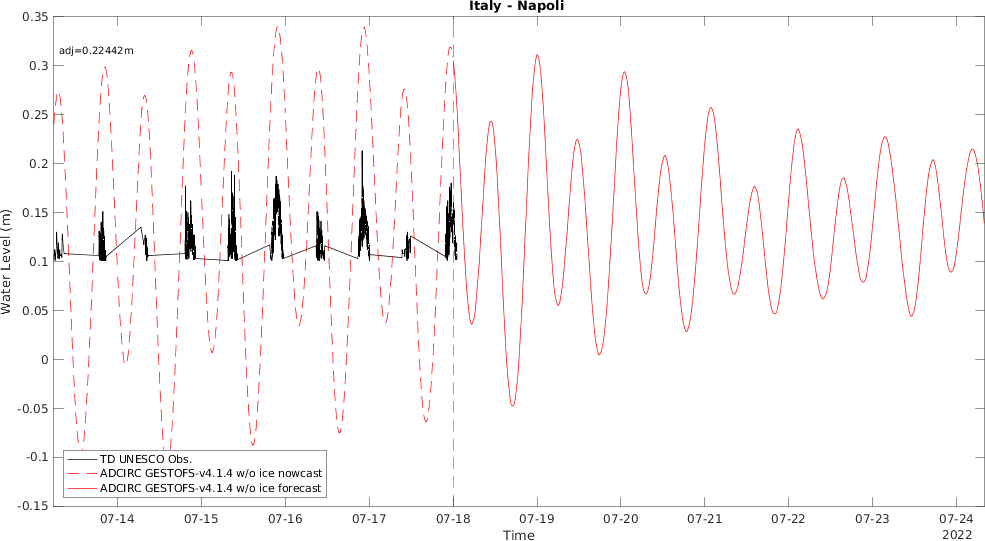 Italy - Napoli
adj=0.22442m
0.35
0.3
0.25
0.2
0.15
0.1
0.05
0
-0.05
-0.1
-0.15
Water Level (m)
TD UNESCO Obs.
ADCIRC GESTOFS-v4.1.4 w/o ice nowcast
ADCIRC GESTOFS-v4.1.4 w/o ice forecast
07-14 07-15 07-16 07-17 07-18 07-19 07-20 07-21 07-22 07-23 07-24
Time
2022